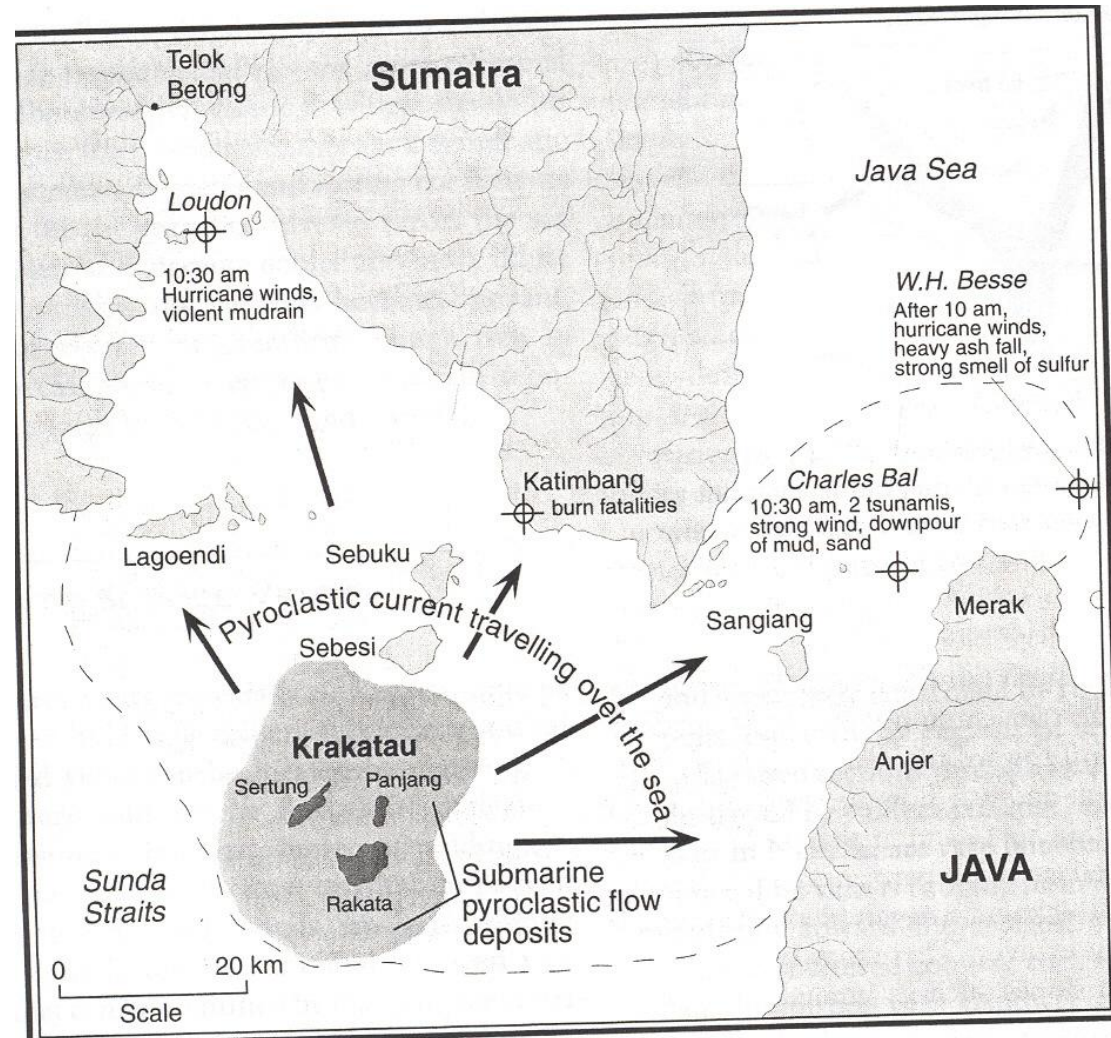 Telok
Betong
Sumatra
Java Sea
Loudon
10:30 am
Hurricane winds,
violent mudrain
W.H. Besse
After 10 am,
hurricane winds,
heavy ash fall,
strong smell of sulfur
Katimbang
burn fatalities
Charles Bal
10:30 am, 2 tsunamis,
strong wind, downpour
of mud, sand
Lagoendi
Sebuku
Merak
Sangiang
Pyroclastic current travelling over the sea
Sebesi
Krakatau
Sertung
Panjang
Anjer
JAVA
Sunda
Straits
Rakata
Submarine
pyroclastic flow
deposits
0 20 km
Scale